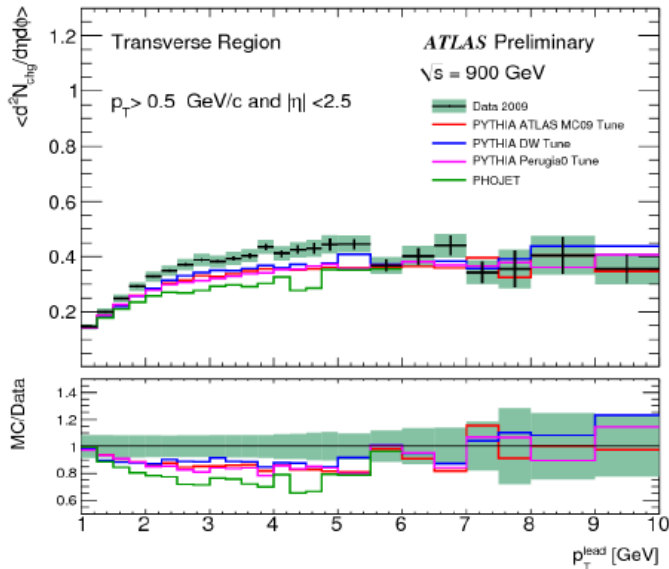 Transverse Region
ATLAS Preliminary
√s = 900 GeV
p_T > 0.5 GeV/c and |η| <2.5
Data 2009
PYTHIA ATLAS MC09 Tune
PYTHIA DW Tune
PYTHIA Perugia0 Tune
PHOJET
<d²N_chg/dηdϕ>
1.2
1
0.8
0.6
0.4
0.2
MC/Data
1.4
1.2
1.0
0.8
0.6
1 2 3 4 5 6 7 8 9 10
p_T^lead [GeV]